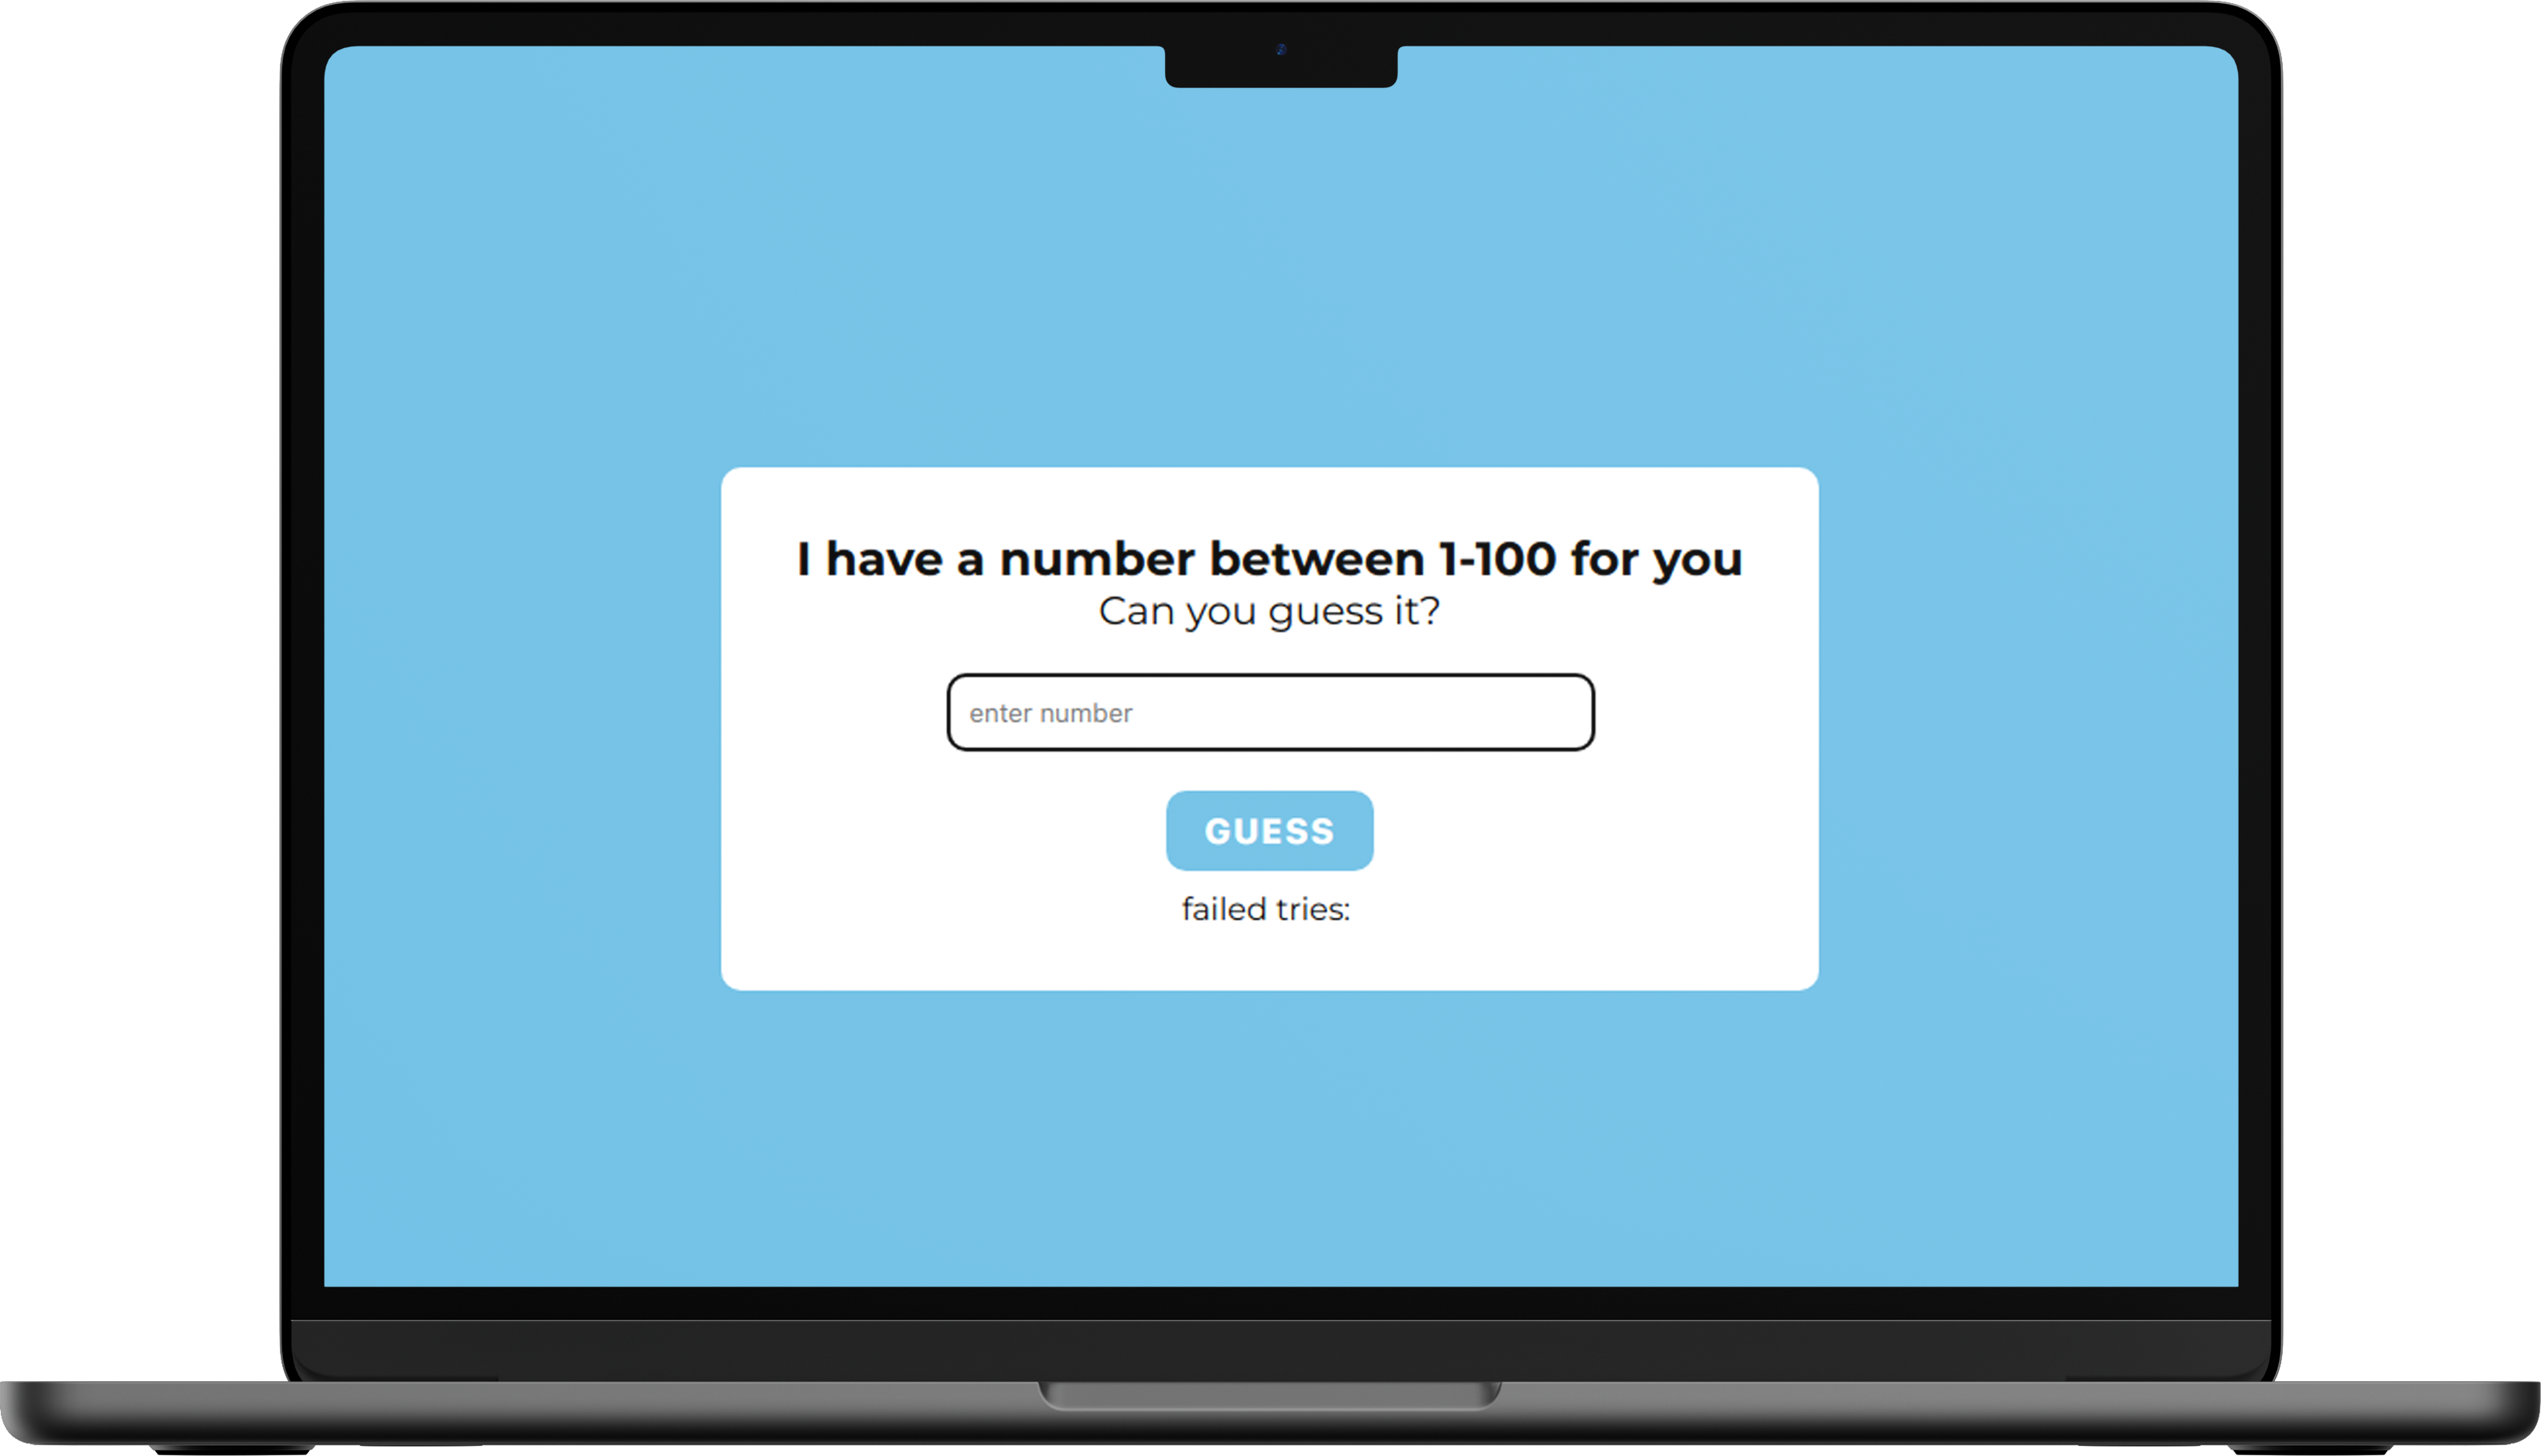 I have a number between 1-100 for you
Can you guess it?
enter number
GUESS
failed tries: